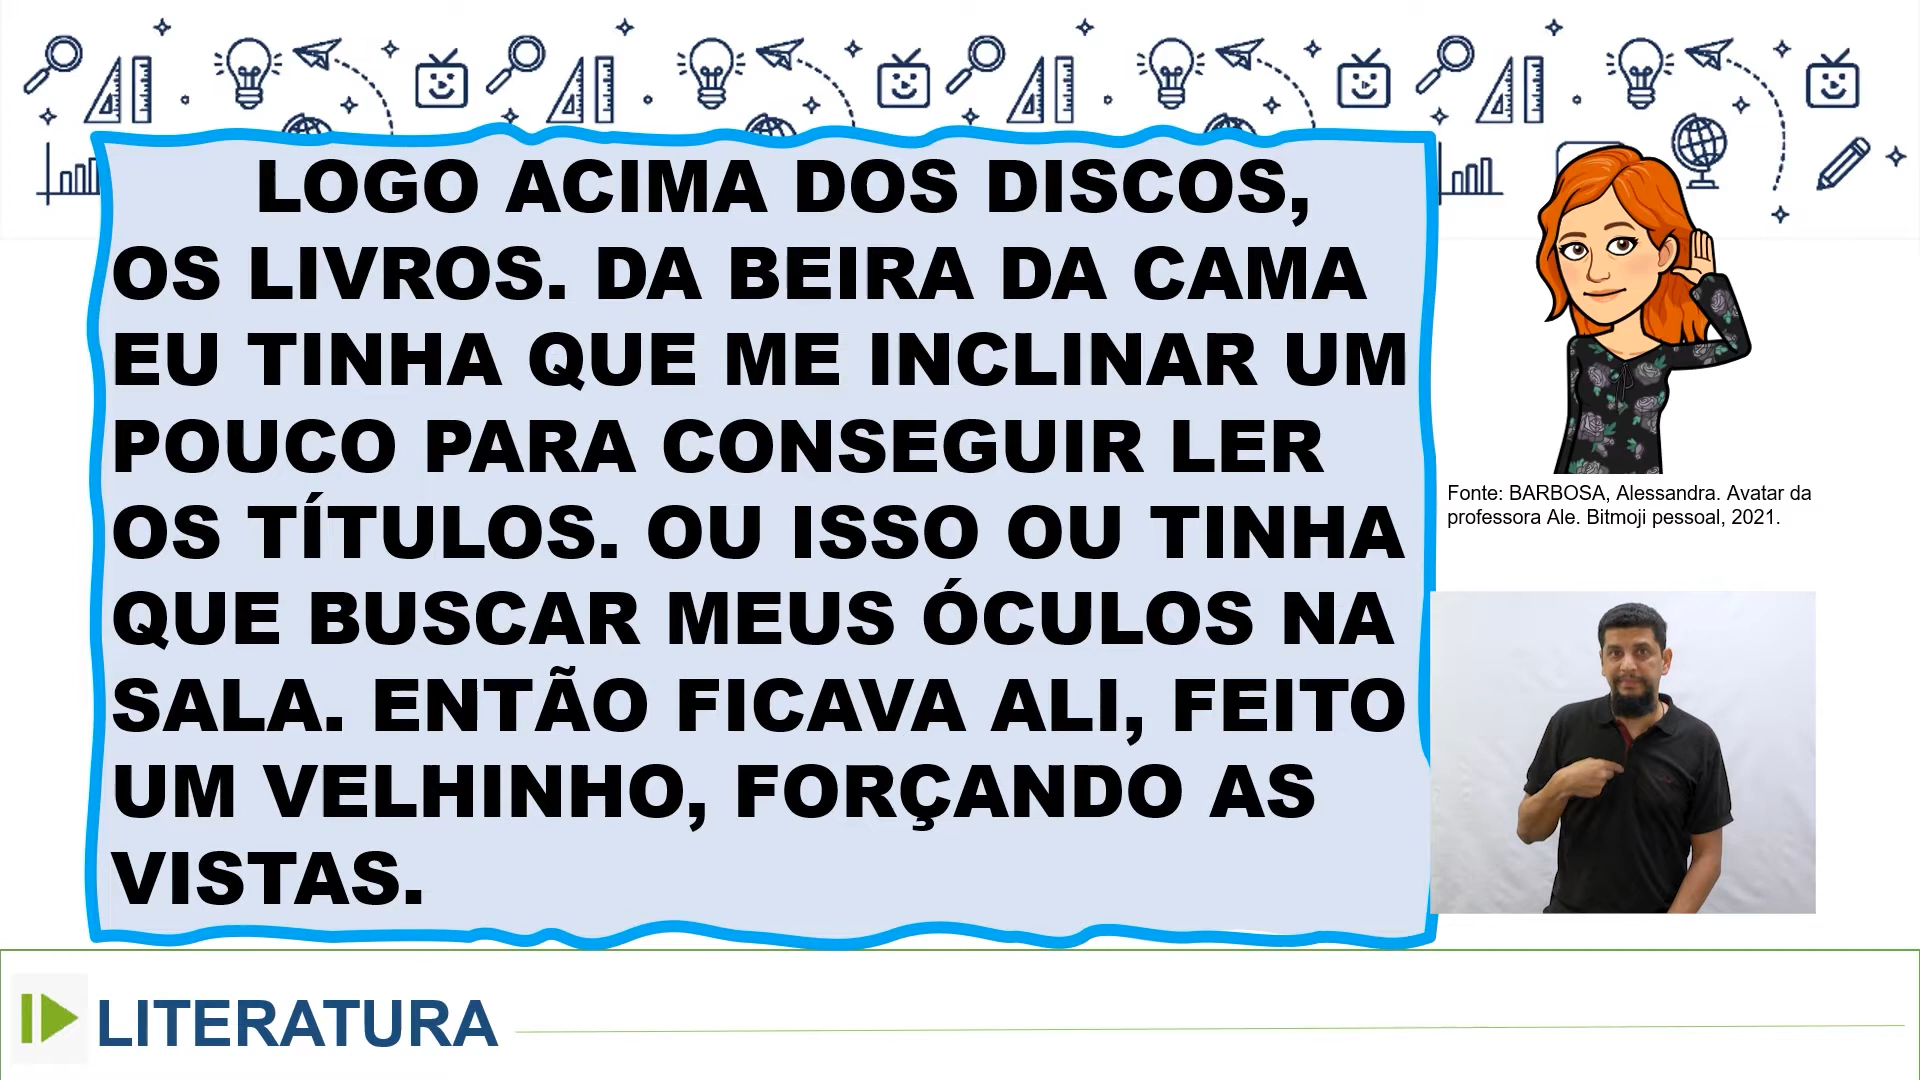 LOGO ACIMA DOS DISCOS,
OS LIVROS. DA BEIRA DA CAMA
EU TINHA QUE ME INCLINAR UM
POUCO PARA CONSEGUIR LER
OS TÍTULOS. OU ISSO OU TINHA
QUE BUSCAR MEUS ÓCULOS NA
SALA. ENTÃO FICAVA ALI, FEITO
UM VELHINHO, FORÇANDO AS
VISTAS.
Fonte: BARBOSA, Alessandra. Avatar da
professora Ale. Bitmoji pessoal, 2021.
LITERATURA